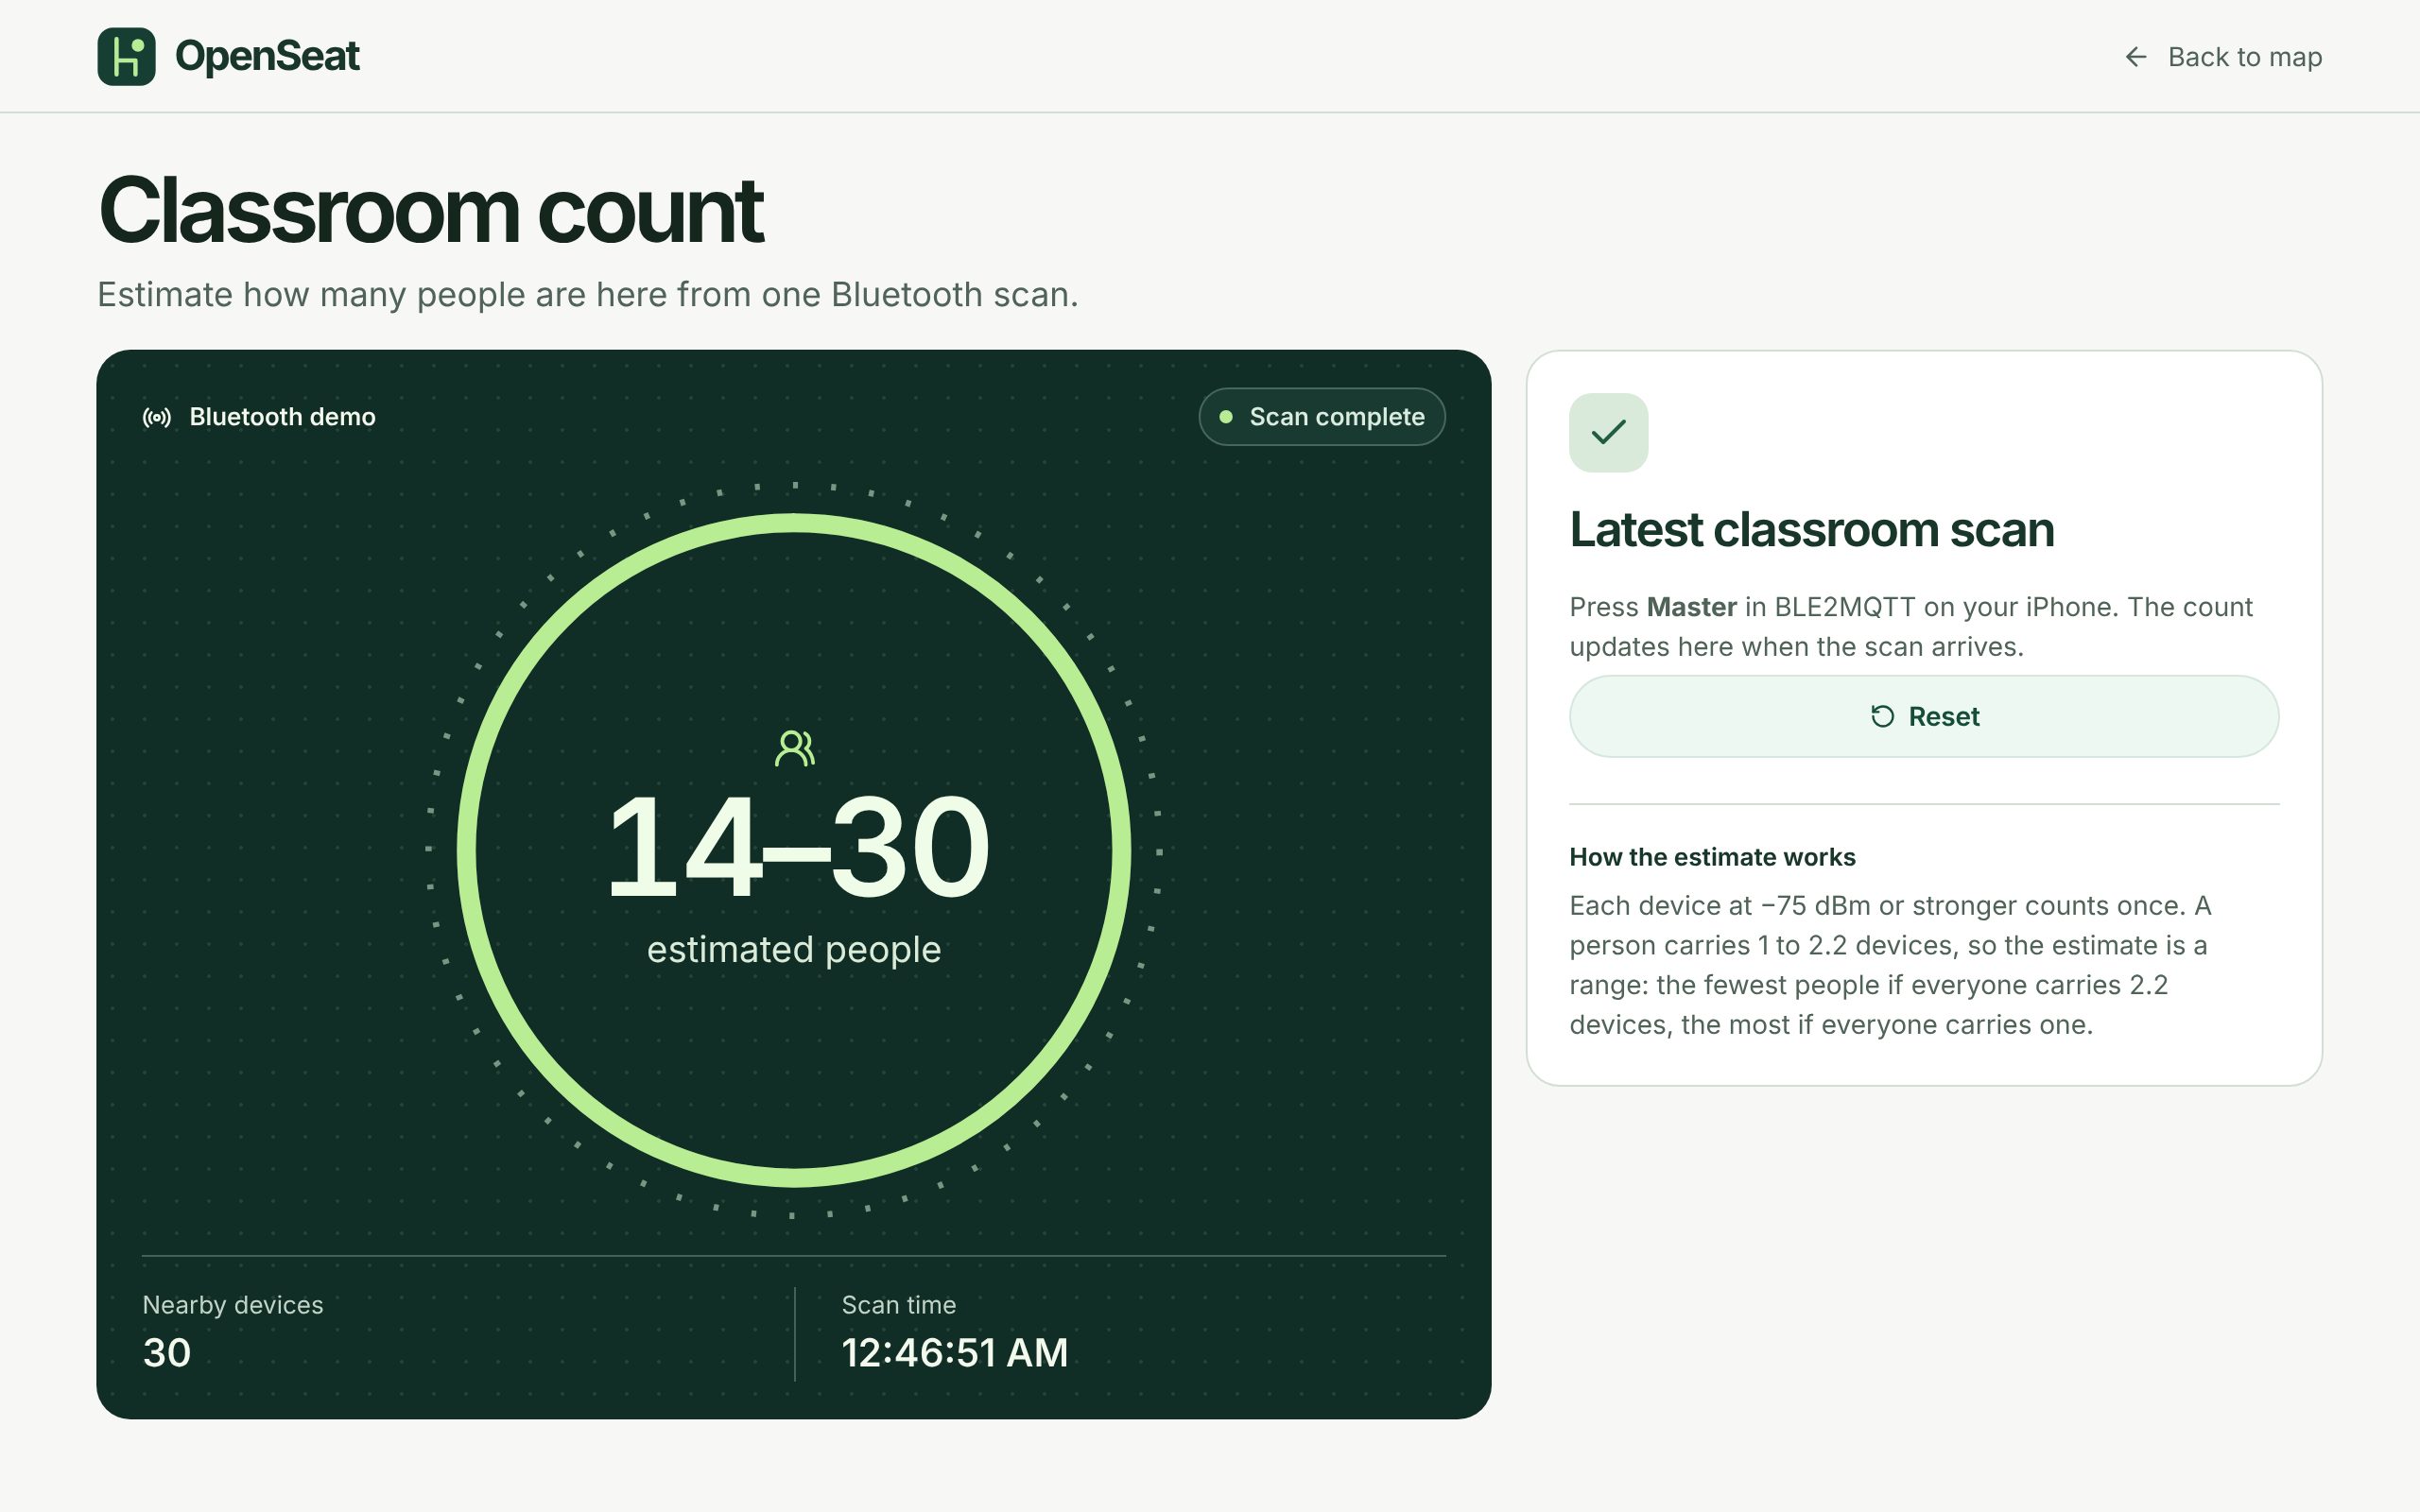 OpenSeat
Back to map
Classroom count
Estimate how many people are here from one Bluetooth scan.
Bluetooth demo
Scan complete
14–30
estimated people
Nearby devices
30
Scan time
12:46:51 AM
Latest classroom scan
Press Master in BLE2MQTT on your iPhone. The count
updates here when the scan arrives.
Reset
How the estimate works
Each device at −75 dBm or stronger counts once. A
person carries 1 to 2.2 devices, so the estimate is a
range: the fewest people if everyone carries 2.2
devices, the most if everyone carries one.